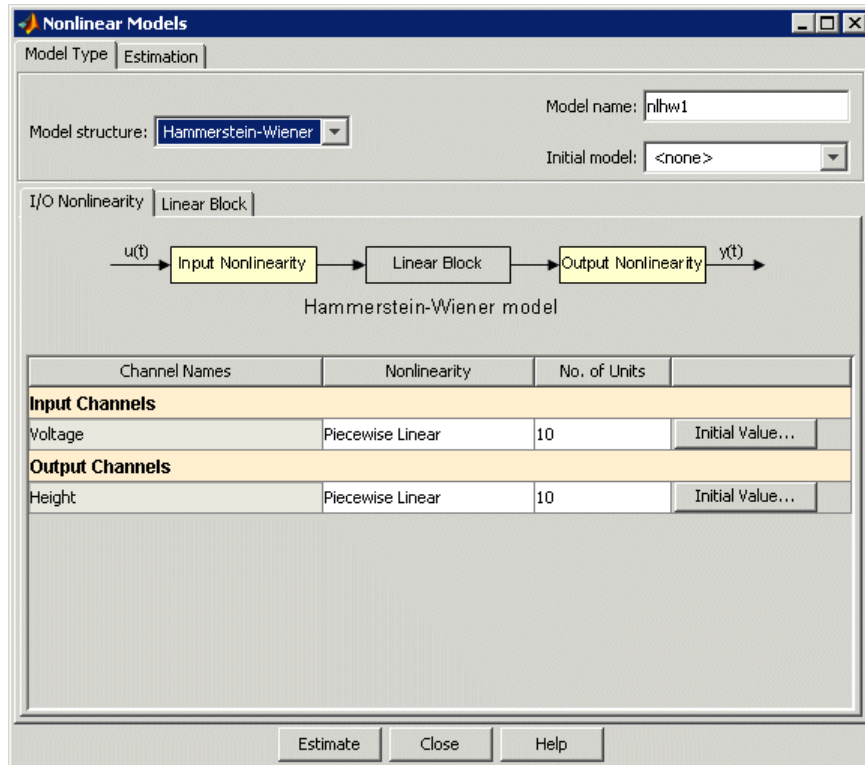 Nonlinear Models
Model Type Estimation
Model name: nlhw1
Model structure: Hammerstein-Wiener
Initial model: <none>
I/O Nonlinearity Linear Block
u(t) Input Nonlinearity Linear Block Output Nonlinearity y(t)
Hammerstein-Wiener model
Channel Names Nonlinearity No. of Units
Input Channels
Voltage Piecewise Linear 10 Initial Value...
Output Channels
Height Piecewise Linear 10 Initial Value...
Estimate Close Help